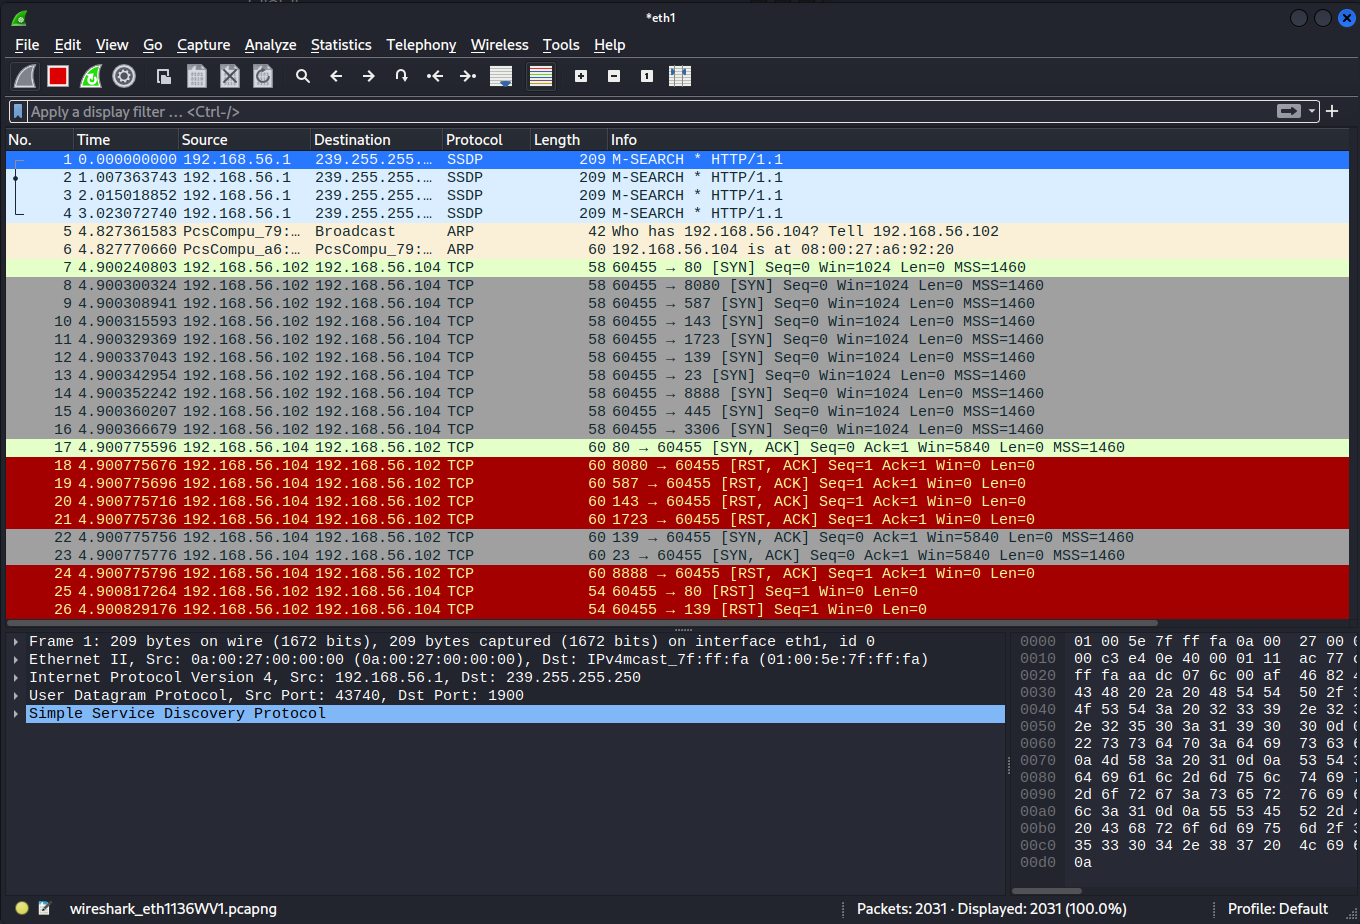 *eth1
File Edit View Go Capture Analyze Statistics Telephony Wireless Tools Help
Apply a display filter … <Ctrl-/>
No. Time Source Destination Protocol Length Info
1 0.000000000 192.168.56.1 239.255.255.… SSDP 209 M-SEARCH * HTTP/1.1
2 1.007363743 192.168.56.1 239.255.255.… SSDP 209 M-SEARCH * HTTP/1.1
3 2.015018852 192.168.56.1 239.255.255.… SSDP 209 M-SEARCH * HTTP/1.1
4 3.023072740 192.168.56.1 239.255.255.… SSDP 209 M-SEARCH * HTTP/1.1
5 4.827361583 PcsCompu_79:… Broadcast ARP 42 Who has 192.168.56.104? Tell 192.168.56.102
6 4.827770660 PcsCompu_a6:… PcsCompu_79:… ARP 60 192.168.56.104 is at 08:00:27:a6:92:20
7 4.900240803 192.168.56.102 192.168.56.104 TCP 58 60455 → 80 [SYN] Seq=0 Win=1024 Len=0 MSS=1460
8 4.900300324 192.168.56.102 192.168.56.104 TCP 58 60455 → 8080 [SYN] Seq=0 Win=1024 Len=0 MSS=1460
9 4.900308941 192.168.56.102 192.168.56.104 TCP 58 60455 → 587 [SYN] Seq=0 Win=1024 Len=0 MSS=1460
10 4.900315593 192.168.56.102 192.168.56.104 TCP 58 60455 → 143 [SYN] Seq=0 Win=1024 Len=0 MSS=1460
11 4.900329369 192.168.56.102 192.168.56.104 TCP 58 60455 → 1723 [SYN] Seq=0 Win=1024 Len=0 MSS=1460
12 4.900337043 192.168.56.102 192.168.56.104 TCP 58 60455 → 139 [SYN] Seq=0 Win=1024 Len=0 MSS=1460
13 4.900342954 192.168.56.102 192.168.56.104 TCP 58 60455 → 23 [SYN] Seq=0 Win=1024 Len=0 MSS=1460
14 4.900352242 192.168.56.102 192.168.56.104 TCP 58 60455 → 8888 [SYN] Seq=0 Win=1024 Len=0 MSS=1460
15 4.900360207 192.168.56.102 192.168.56.104 TCP 58 60455 → 445 [SYN] Seq=0 Win=1024 Len=0 MSS=1460
16 4.900366679 192.168.56.102 192.168.56.104 TCP 58 60455 → 3306 [SYN] Seq=0 Win=1024 Len=0 MSS=1460
17 4.900775596 192.168.56.104 192.168.56.102 TCP 60 80 → 60455 [SYN, ACK] Seq=0 Ack=1 Win=5840 Len=0 MSS=1460
18 4.900775676 192.168.56.104 192.168.56.102 TCP 60 8080 → 60455 [RST, ACK] Seq=1 Ack=1 Win=0 Len=0
19 4.900775696 192.168.56.104 192.168.56.102 TCP 60 587 → 60455 [RST, ACK] Seq=1 Ack=1 Win=0 Len=0
20 4.900775716 192.168.56.104 192.168.56.102 TCP 60 143 → 60455 [RST, ACK] Seq=1 Ack=1 Win=0 Len=0
21 4.900775736 192.168.56.104 192.168.56.102 TCP 60 1723 → 60455 [RST, ACK] Seq=1 Ack=1 Win=0 Len=0
22 4.900775756 192.168.56.104 192.168.56.102 TCP 60 139 → 60455 [SYN, ACK] Seq=0 Ack=1 Win=5840 Len=0 MSS=1460
23 4.900775776 192.168.56.104 192.168.56.102 TCP 60 23 → 60455 [SYN, ACK] Seq=0 Ack=1 Win=5840 Len=0 MSS=1460
24 4.900775796 192.168.56.104 192.168.56.102 TCP 60 8888 → 60455 [RST, ACK] Seq=1 Ack=1 Win=0 Len=0
25 4.900817264 192.168.56.102 192.168.56.104 TCP 54 60455 → 80 [RST] Seq=1 Win=0 Len=0
26 4.900829176 192.168.56.102 192.168.56.104 TCP 54 60455 → 139 [RST] Seq=1 Win=0 Len=0
Frame 1: 209 bytes on wire (1672 bits), 209 bytes captured (1672 bits) on interface eth1, id 0
Ethernet II, Src: 0a:00:27:00:00:00 (0a:00:27:00:00:00), Dst: IPv4mcast_7f:ff:fa (01:00:5e:7f:ff:fa)
Internet Protocol Version 4, Src: 192.168.56.1, Dst: 239.255.255.250
User Datagram Protocol, Src Port: 43740, Dst Port: 1900
Simple Service Discovery Protocol
0000 01 00 5e 7f ff fa 0a 00 27 00
0010 00 c3 e4 0e 40 00 01 11 ac 77
0020 ff fa aa dc 07 6c 00 af 46 82
0030 43 48 20 2a 20 48 54 54 50 2f
0040 4f 53 54 3a 20 32 33 39 2e 32
0050 2e 32 35 30 3a 31 39 30 30 0d
0060 22 73 73 64 70 3a 64 69 73 63
0070 0a 4d 58 3a 20 31 0d 0a 53 54
0080 64 69 61 6c 2d 6d 75 6c 74 69
0090 2d 6f 72 67 3a 73 65 72 76 69
00a0 6c 3a 31 0d 0a 55 53 45 52 2d
00b0 20 43 68 72 6f 6d 69 75 6d 2f
00c0 35 33 30 34 2e 38 37 20 4c 69
00d0 0a
wireshark_eth1136WV1.pcapng Packets: 2031 · Displayed: 2031 (100.0%) Profile: Default